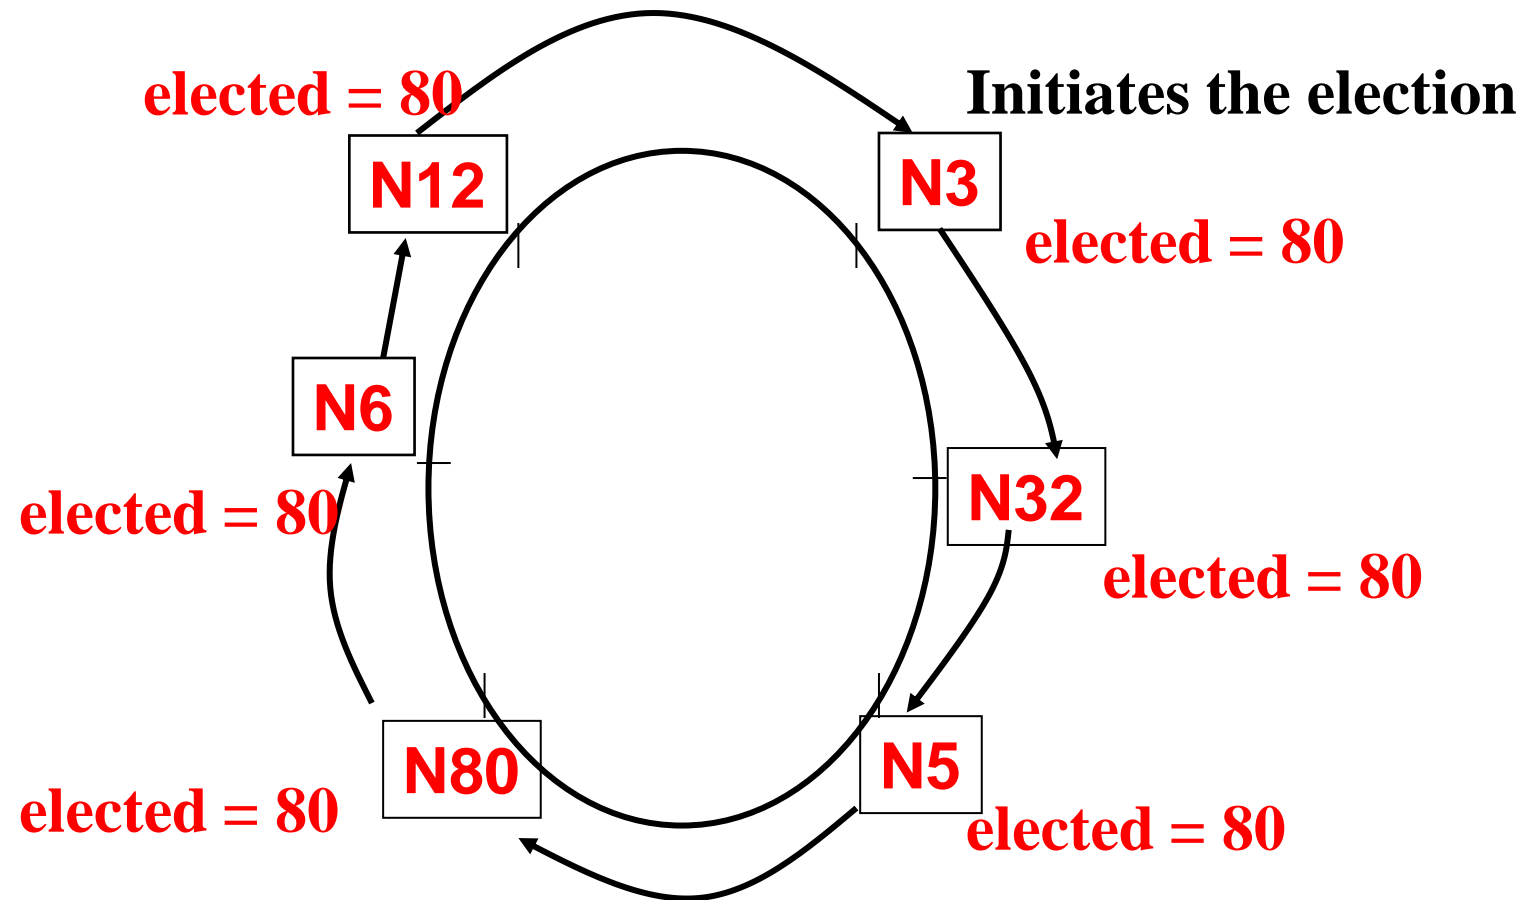 elected = 80
Initiates the election
N12
N3
elected = 80
N6
N32
elected = 80
elected = 80
N80
N5
elected = 80
elected = 80